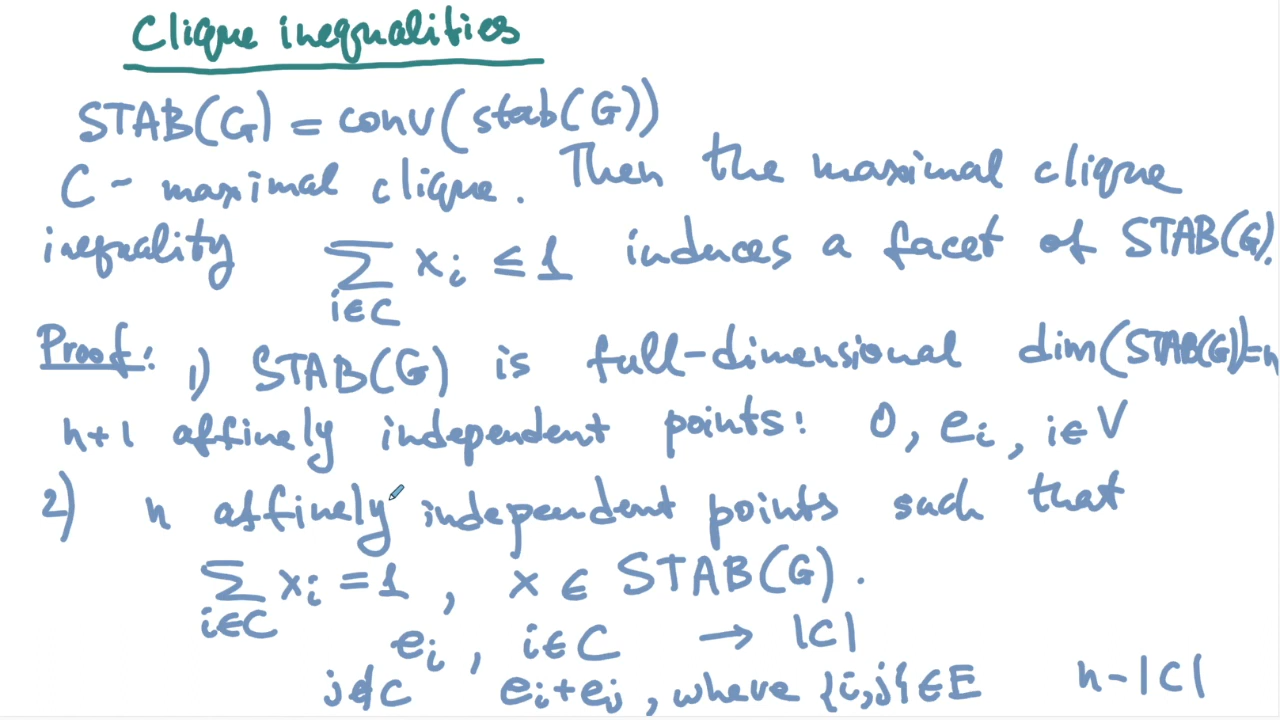 Clique inequalities
STAB(G) = conv(stab(G))
C - maximal clique. Then the maximal clique
inequality ∑_{i∈C} x_i ≤ 1 induces a facet of STAB(G).
Proof: 1) STAB(G) is full-dimensional dim(STAB(G))=n
n+1 affinely independent points: 0, e_i, i∈V
2) n affinely independent points such that
∑_{i∈C} x_i = 1, x ∈ STAB(G).
e_i, i∈C → |C|
j∉C e_i+e_j, where {i,j}∈E n-|C|